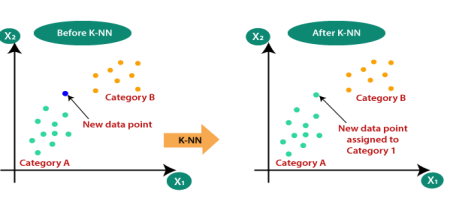 Before K-NN
X₂
Category B
New data point
Category A
X₁
K-NN
After K-NN
X₂
Category B
New data point
assigned to
Category 1
Category A
X₁